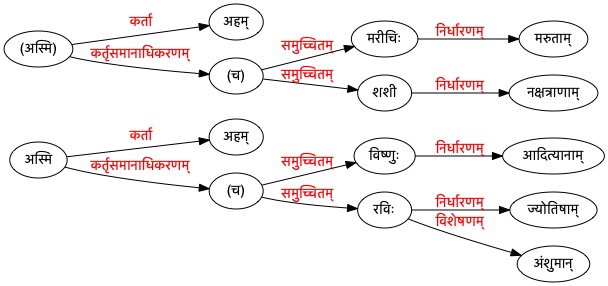 कर्ता
अहम्
(अस्मि)
कर्तृसमानाधिकरणम्
(च)
समुच्चितम्
मरीचिः
निर्धारणम्
मरुताम्
समुच्चितम्
शशी
निर्धारणम्
नक्षत्राणाम्
कर्ता
अहम्
अस्मि
कर्तृसमानाधिकरणम्
(च)
समुच्चितम्
विष्णुः
निर्धारणम्
आदित्यानाम्
समुच्चितम्
रविः
निर्धारणम्
ज्योतिषाम्
विशेषणम्
अंशुमान्